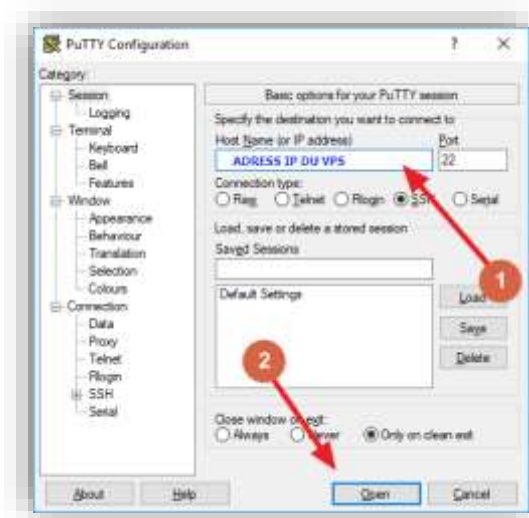 PuTTY Configuration
? ×
Category:
Session
Logging
Terminal
Keyboard
Bell
Features
Window
Appearance
Behaviour
Translation
Selection
Colours
Connection
Data
Proxy
Telnet
Rlogin
SSH
Serial
Basic options for your PuTTY session
Specify the destination you want to connect to
Host Name (or IP address) Port
ADRESS IP DU VPS 22
Connection type:
Raw Telnet Rlogin SSH Serial
Load, save or delete a stored session
Saved Sessions
Default Settings
Load
Save
Delete
1
2
Close window on exit:
Always Never Only on clean exit
About Help Open Cancel